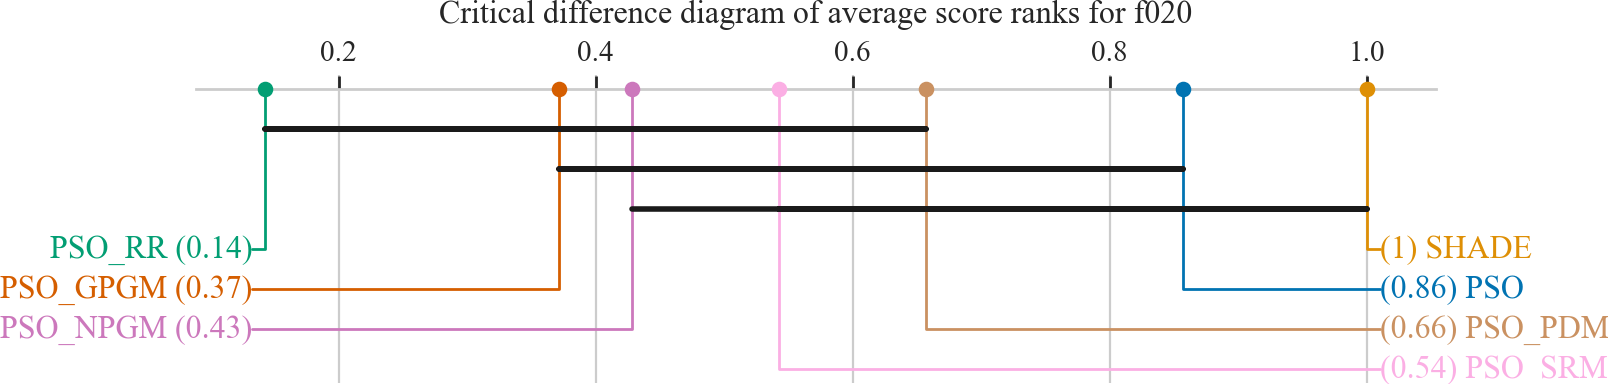 Critical difference diagram of average score ranks for f020
0.2 0.4 0.6 0.8 1.0
PSO_RR (0.14) (1) SHADE
PSO_GPGM (0.37) (0.86) PSO
PSO_NPGM (0.43) (0.66) PSO_PDM
(0.54) PSO SRM